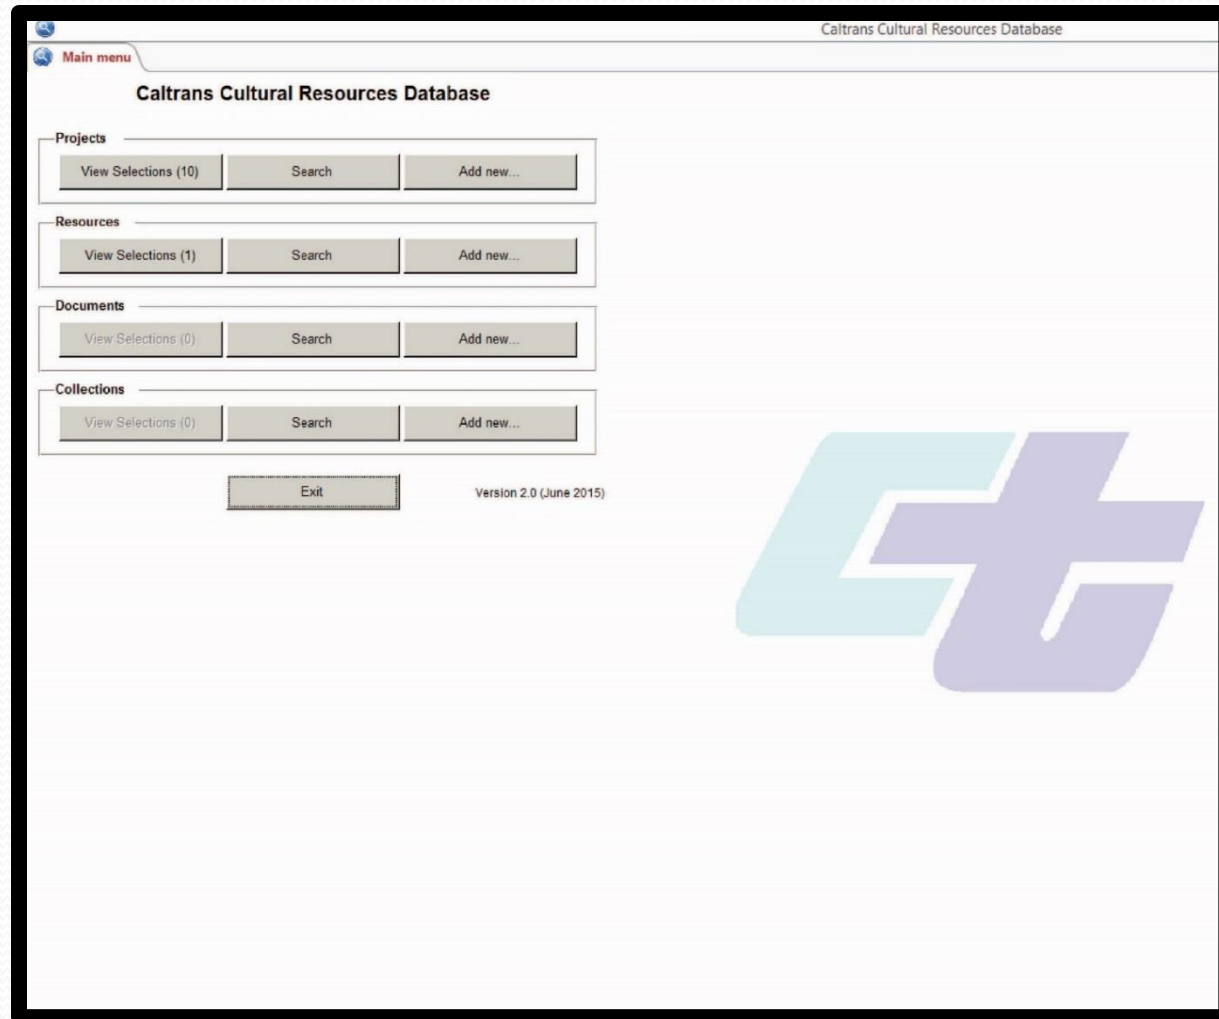 Caltrans Cultural Resources Database
Main menu
Caltrans Cultural Resources Database
Projects
View Selections (10) Search Add new...
Resources
View Selections (1) Search Add new...
Documents
View Selections (0) Search Add new...
Collections
View Selections (0) Search Add new...
Exit Version 2.0 (June 2015)
ct